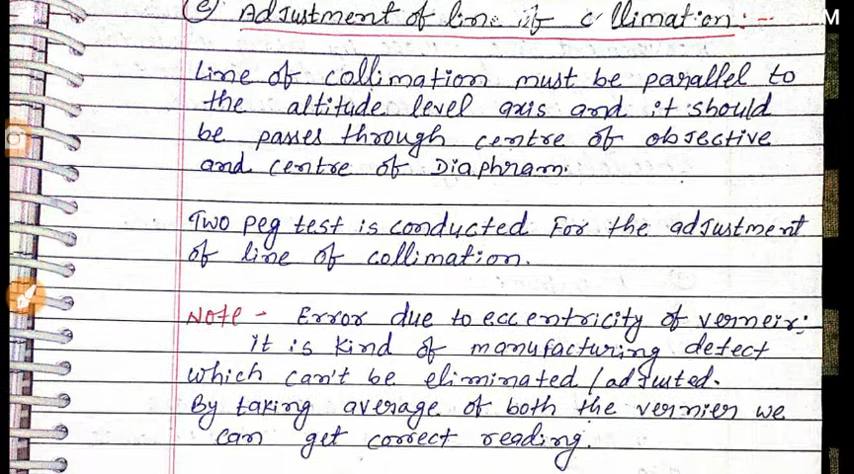 (e) Adjustment of line of collimation:-
Line of collimation must be parallel to
the altitude level axis and it should
be passes through centre of objective
and centre of Diaphram.
Two peg test is conducted For the adjustment
of line of collimation.
Note - Error due to eccentricity of verneir:
it is kind of manufacturing defect
which can't be eliminated/adjusted.
By taking average of both the vernier we
can get correct reading.
M